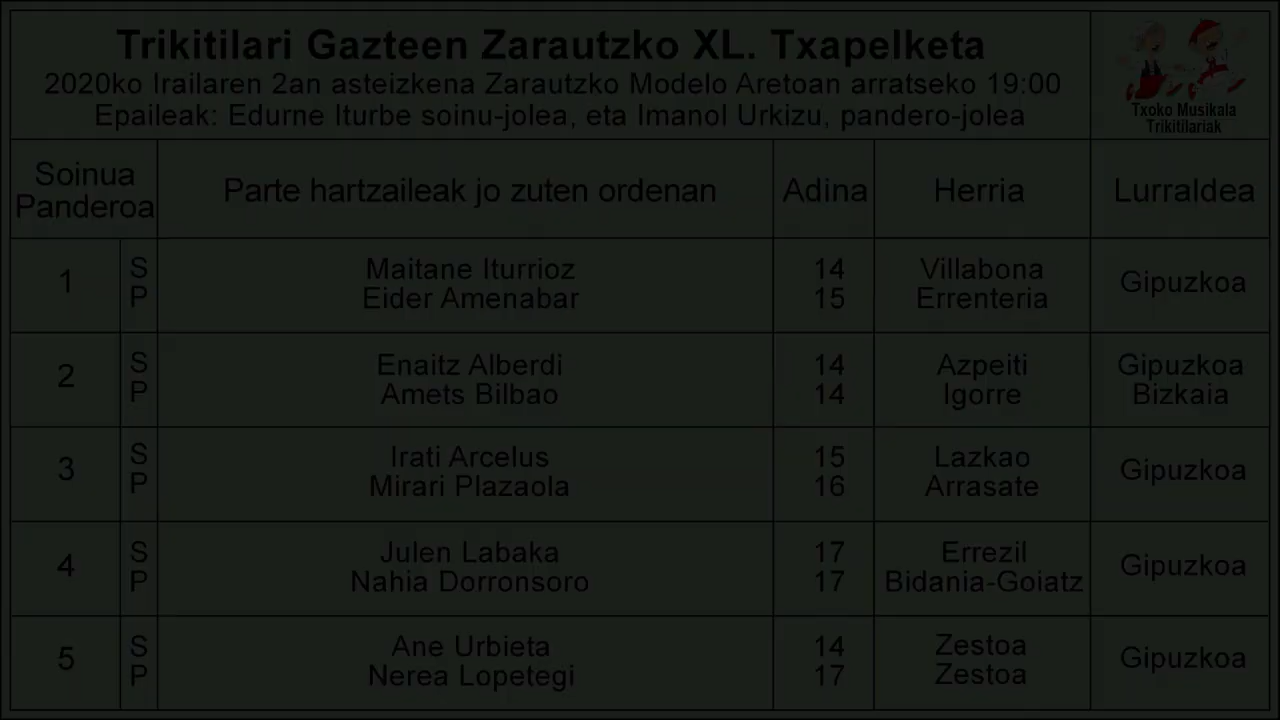 Trikitilari Gazteen Zarautzko XL. Txapelketa
2020ko Irailaren 2an asteizkena Zarautzko Modelo Aretoan arratseko 19:00
Epaileak: Edurne Iturbe soinu-jolea, eta Imanol Urkizu, pandero-jolea
Txoko Musikala
Trikitilariak
Soinua
Panderoa
Parte hartzaileak jo zuten ordenan
Adina
Herria
Lurraldea
1
S
P
Maitane Iturrioz
Eider Amenabar
14
15
Villabona
Errenteria
Gipuzkoa
2
S
P
Enaitz Alberdi
Amets Bilbao
14
14
Azpeiti
Igorre
Gipuzkoa
Bizkaia
3
S
P
Irati Arcelus
Mirari Plazaola
15
16
Lazkao
Arrasate
Gipuzkoa
4
S
P
Julen Labaka
Nahia Dorronsoro
17
17
Errezil
Bidania-Goiatz
Gipuzkoa
5
S
P
Ane Urbieta
Nerea Lopetegi
14
17
Zestoa
Zestoa
Gipuzkoa